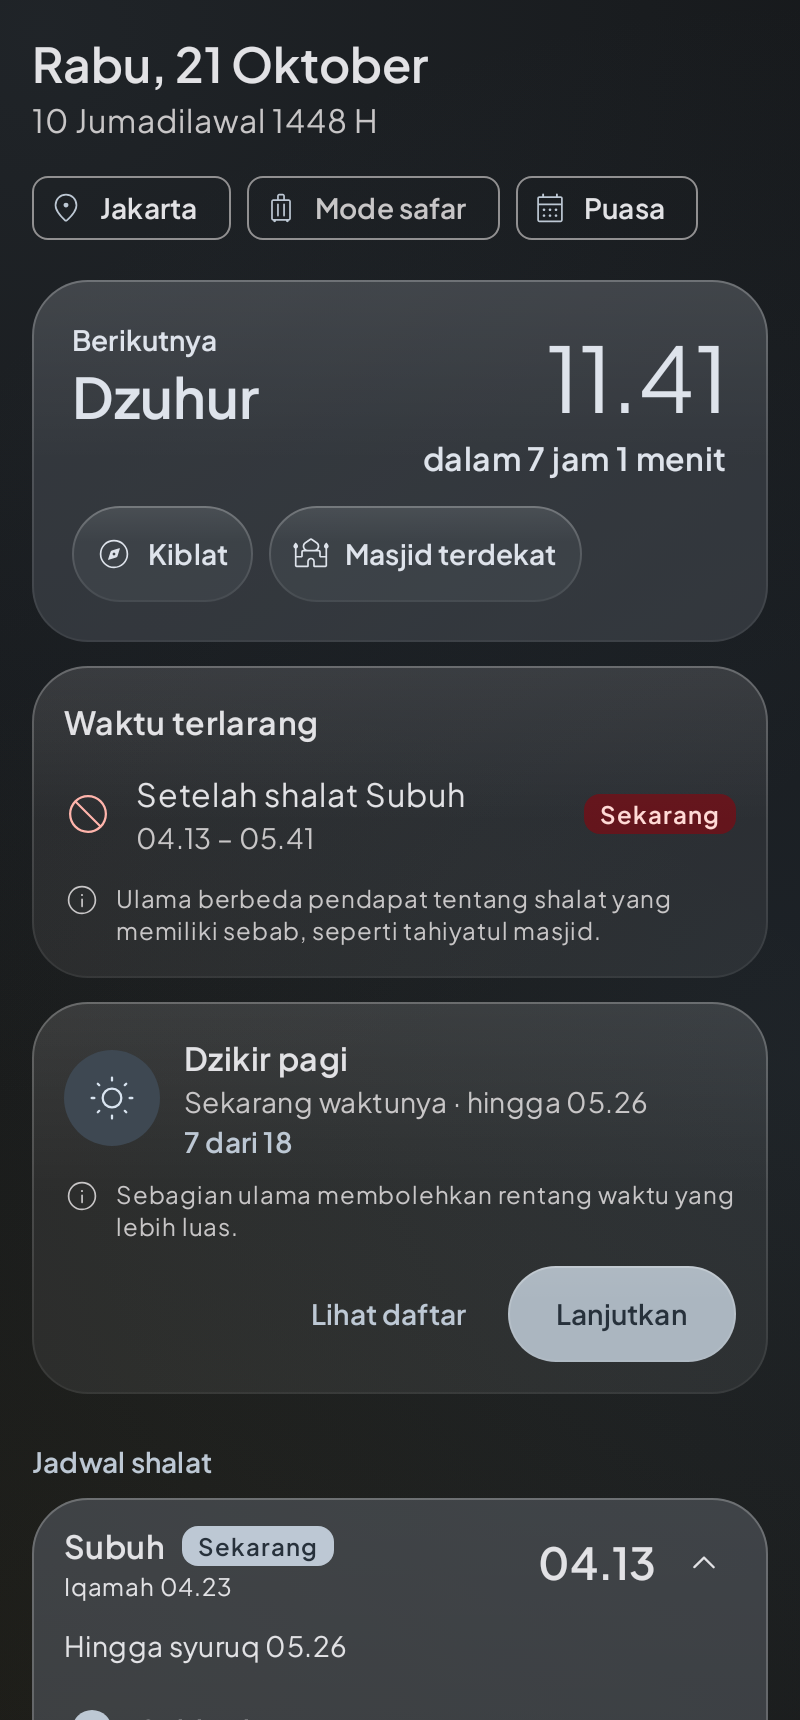 Rabu, 21 Oktober
10 Jumadilawal 1448 H
Jakarta
Mode safar
Puasa
Berikutnya
Dzuhur
11.41
dalam 7 jam 1 menit
Kiblat
Masjid terdekat
Waktu terlarang
Setelah shalat Subuh
04.13 – 05.41
Sekarang
Ulama berbeda pendapat tentang shalat yang
memiliki sebab, seperti tahiyatul masjid.
Dzikir pagi
Sekarang waktunya · hingga 05.26
7 dari 18
Sebagian ulama membolehkan rentang waktu yang
lebih luas.
Lihat daftar
Lanjutkan
Jadwal shalat
Subuh
Sekarang
Iqamah 04.23
04.13
Hingga syuruq 05.26